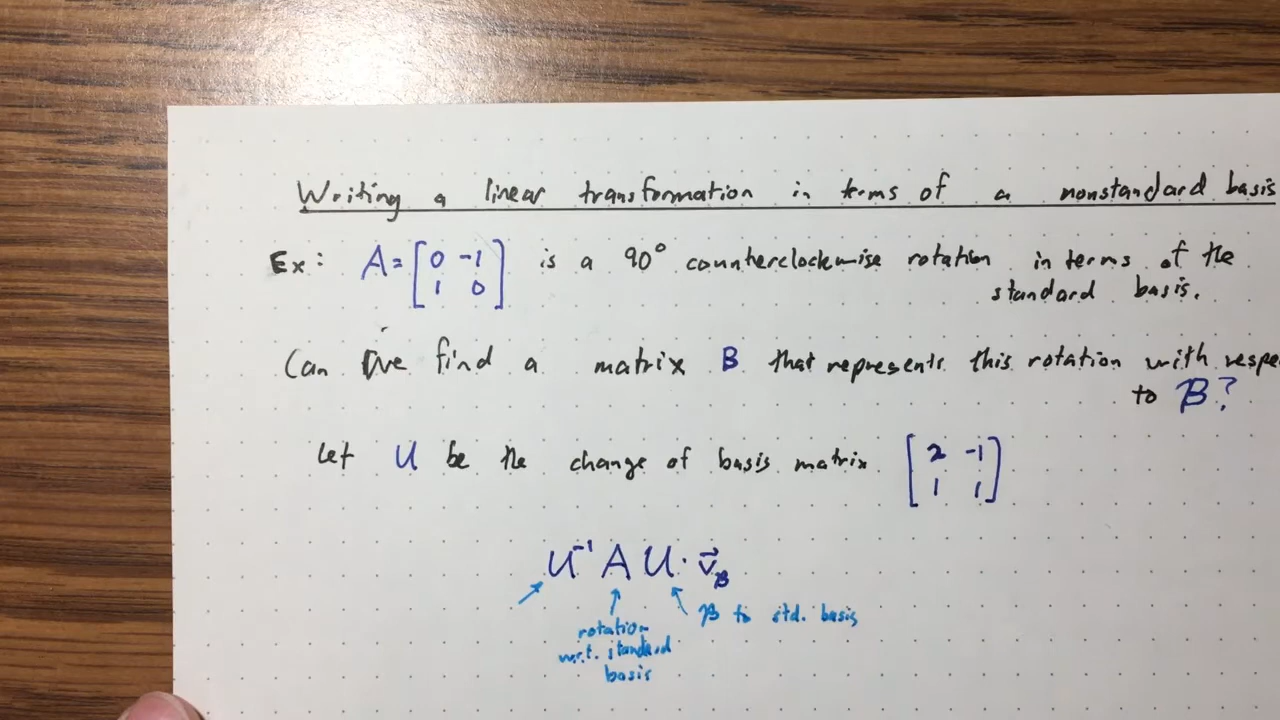 Writing a linear transformation in terms of a nonstandard basis
Ex: A = [0 -1; 1 0] is a 90° counterclockwise rotation in terms of the
standard basis.
Can we find a matrix B that represents this rotation with respe
to B?
Let U be the change of basis matrix [2 -1; 1 1]
U⁻¹ A U · v⃗_B
B to std. basis
rotation
w.r.t. standard
basis